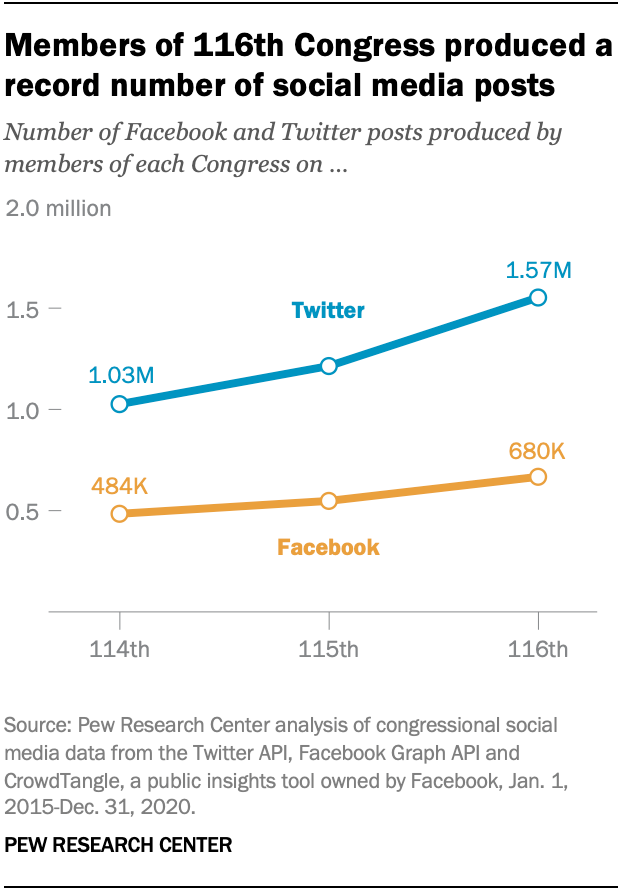 Members of 116th Congress produced a
record number of social media posts
Number of Facebook and Twitter posts produced by
members of each Congress on ...
2.0 million
1.57M
1.5
Twitter
1.03M
1.0
680K
484K
0.5
Facebook
114th
115th
116th
Source: Pew Research Center analysis of congressional social
media data from the Twitter API, Facebook Graph API and
CrowdTangle, a public insights tool owned by Facebook, Jan. 1,
2015-Dec. 31, 2020.
PEW RESEARCH CENTER